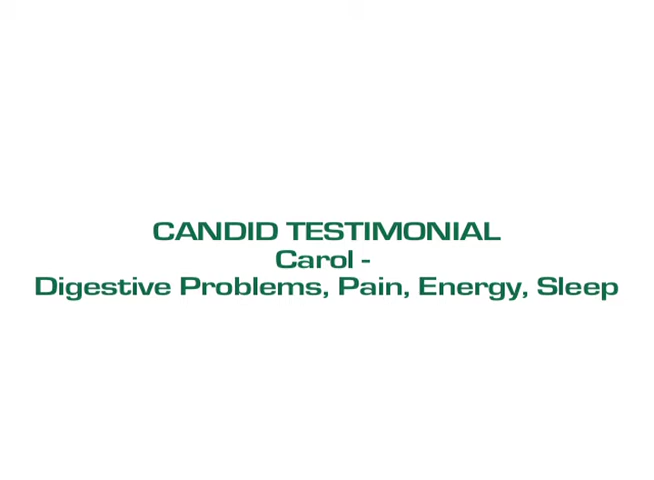 CANDID TESTIMONIAL
Carol -
Digestive Problems, Pain, Energy, Sleep